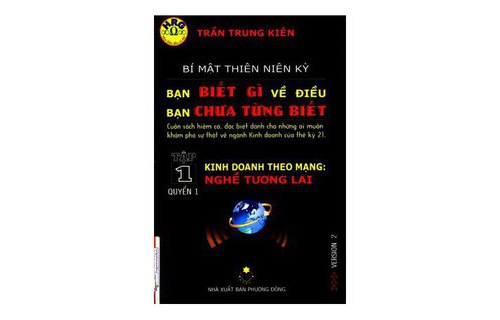 HRG
TRẦN TRUNG KIÊN
BÍ MẬT THIÊN NIÊN KỶ
BẠN BIẾT GÌ VỀ ĐIỀU
BẠN CHƯA TỪNG BIẾT
Cuốn sách hiếm có, đặc biệt dành cho những ai muốn
khám phá sự thật về ngành Kinh doanh của thế kỷ 21.
TẬP
1
QUYỂN 1
KINH DOANH THEO MẠNG:
NGHỀ TƯƠNG LAI
VERSION 2
NHÀ XUẤT BẢN PHƯƠNG ĐÔNG